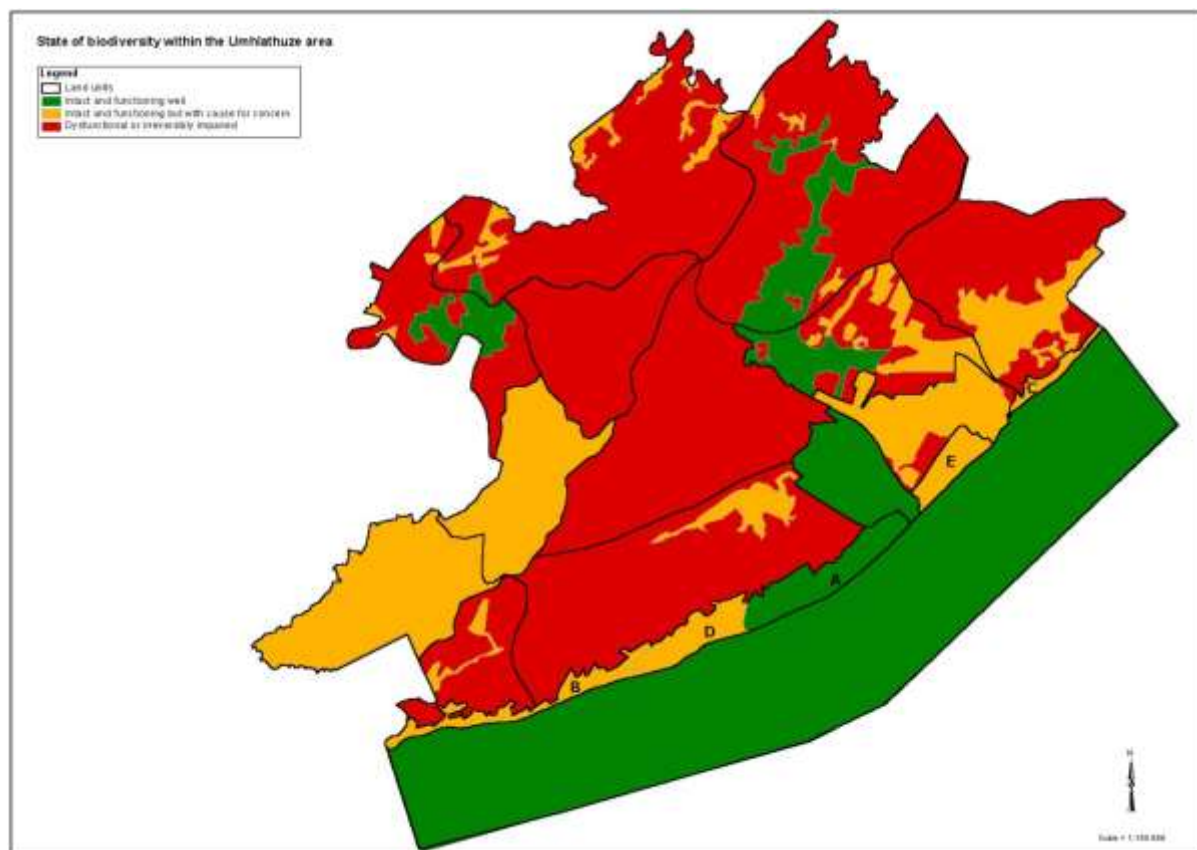 State of biodiversity within the Umhlathuze area
Legend
Land units
Intact and functioning well
Intact and functioning but with cause for concern
Dysfunctional or irreversibly impaired
C
E
A
D
B
N
Scale =